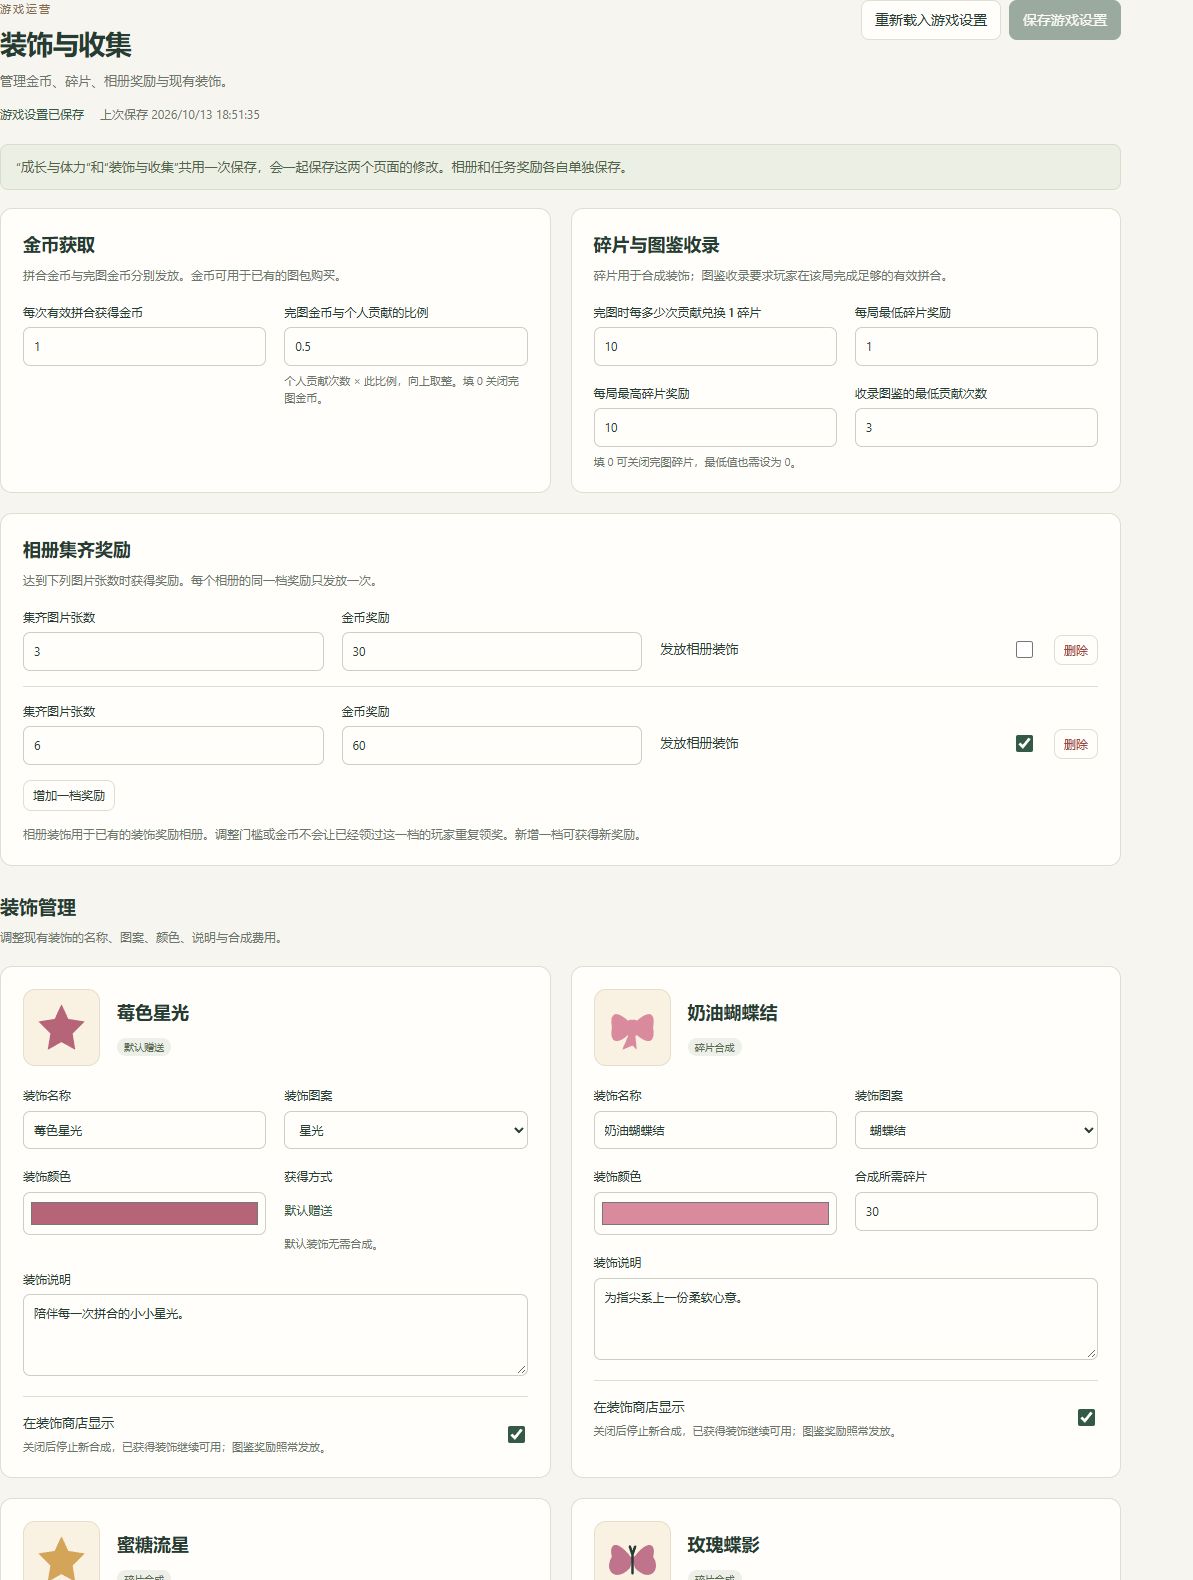 游戏运营
重新载入游戏设置
保存游戏设置
装饰与收集
管理金币、碎片、相册奖励与现有装饰。
游戏设置已保存 上次保存 2026/10/13 18:51:35
“成长与体力”和“装饰与收集”共用一次保存，会一起保存这两个页面的修改。相册和任务奖励各自单独保存。
金币获取
拼合金币与完图金币分别发放。金币可用于已有的图包购买。
每次有效拼合获得金币
完图金币与个人贡献的比例
1
0.5
个人贡献次数 × 此比例，向上取整。填 0 关闭完
图金币。
碎片与图鉴收录
碎片用于合成装饰；图鉴收录要求玩家在该局完成足够的有效拼合。
完图时每多少次贡献兑换 1 碎片
每局最低碎片奖励
10
1
每局最高碎片奖励
收录图鉴的最低贡献次数
10
3
填 0 可关闭完图碎片，最低值也需设为 0。
相册集齐奖励
达到下列图片张数时获得奖励。每个相册的同一档奖励只发放一次。
集齐图片张数
金币奖励
3
30
发放相册装饰
删除
集齐图片张数
金币奖励
6
60
发放相册装饰
删除
增加一档奖励
相册装饰用于已有的装饰奖励相册。调整门槛或金币不会让已经领过这一档的玩家重复领奖。新增一档可获得新奖励。
装饰管理
调整现有装饰的名称、图案、颜色、说明与合成费用。
莓色星光
默认赠送
装饰名称
装饰图案
莓色星光
星光
装饰颜色
获得方式
默认赠送
默认装饰无需合成。
装饰说明
陪伴每一次拼合的小小星光。
在装饰商店显示
关闭后停止新合成，已获得装饰继续可用；图鉴奖励照常发放。
奶油蝴蝶结
碎片合成
装饰名称
装饰图案
奶油蝴蝶结
蝴蝶结
装饰颜色
合成所需碎片
30
装饰说明
为指尖系上一份柔软心意。
在装饰商店显示
关闭后停止新合成，已获得装饰继续可用；图鉴奖励照常发放。
蜜糖流星
碎片合成
玫瑰蝶影
碎片合成